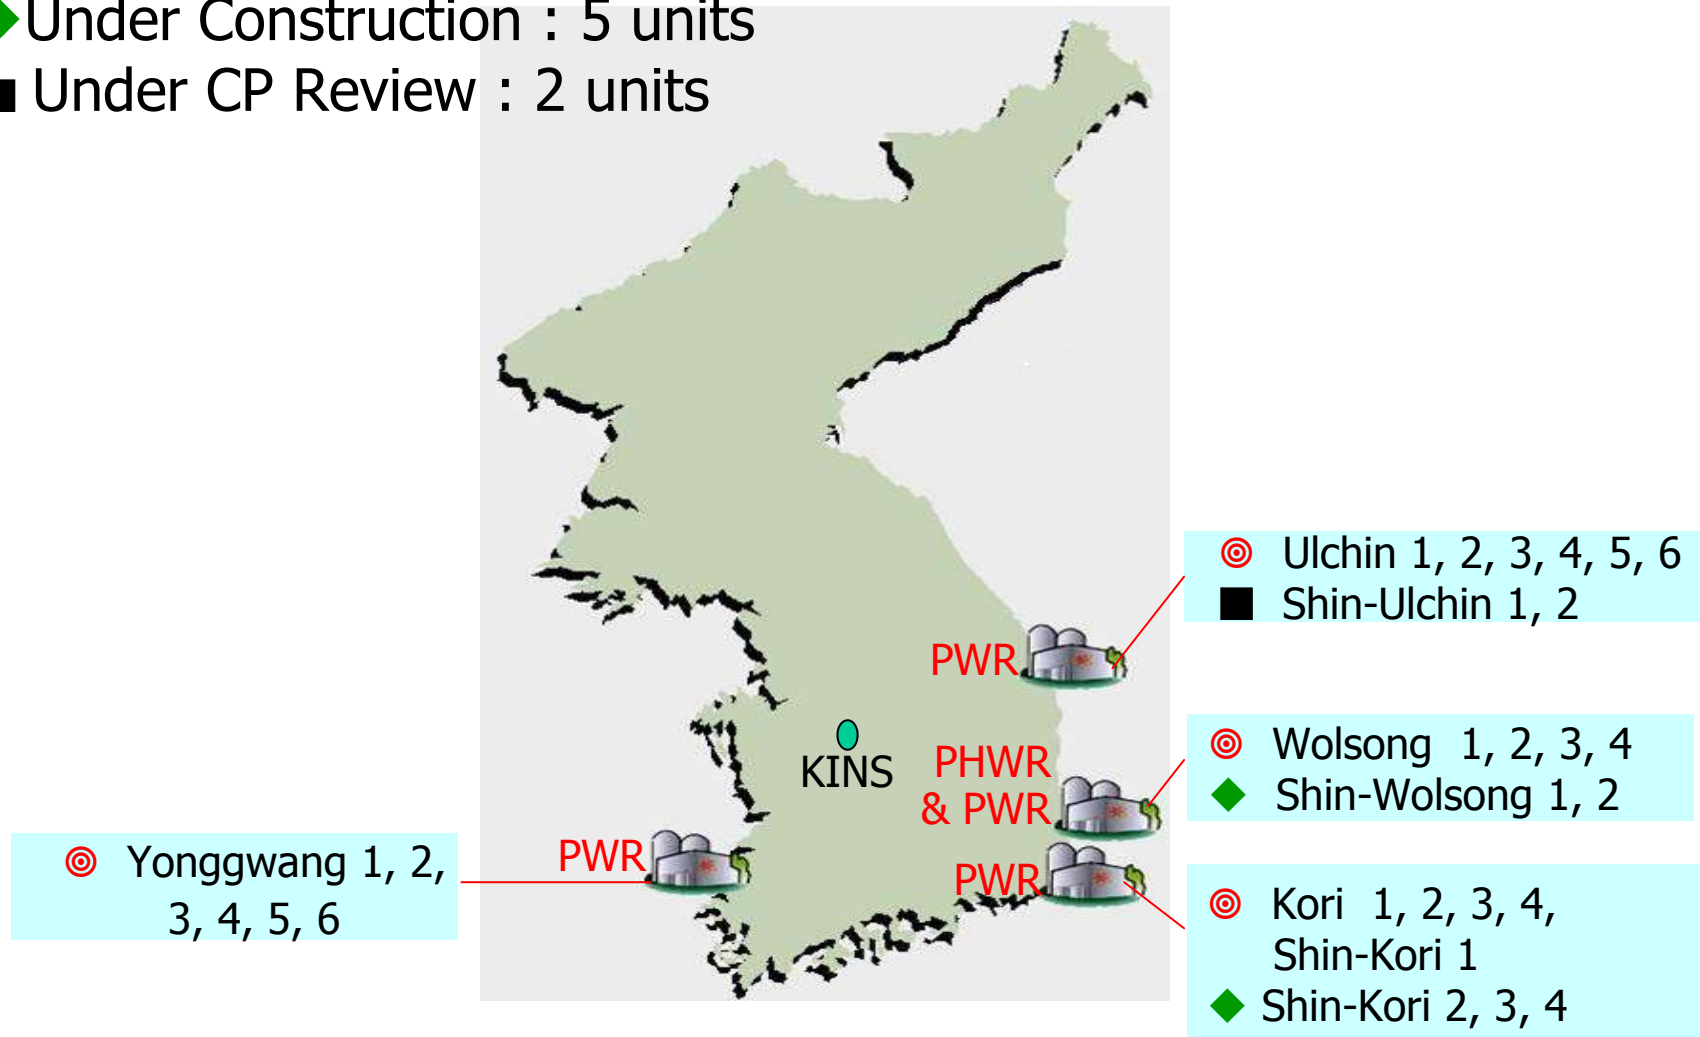 ◆Under Construction : 5 units
■ Under CP Review : 2 units
Ulchin 1, 2, 3, 4, 5, 6
■ Shin-Ulchin 1, 2
PWR
KINS
PHWR
& PWR
Wolsong 1, 2, 3, 4
◆ Shin-Wolsong 1, 2
PWR
Yonggwang 1, 2,
3, 4, 5, 6
PWR
Kori 1, 2, 3, 4,
Shin-Kori 1
◆ Shin-Kori 2, 3, 4